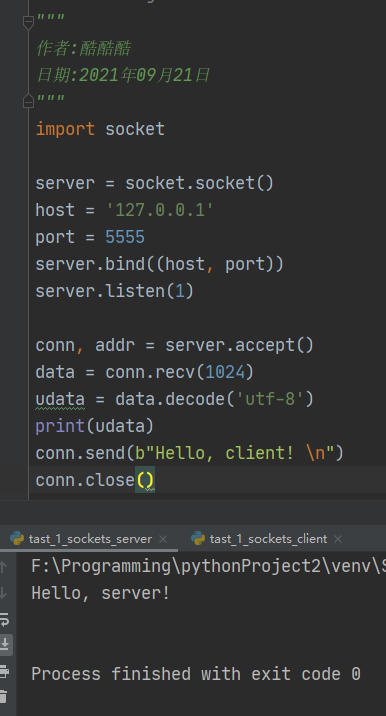 """
作者:酷酷酷
日期:2021年09月21日
"""
import socket
server = socket.socket()
host = '127.0.0.1'
port = 5555
server.bind((host, port))
server.listen(1)
conn, addr = server.accept()
data = conn.recv(1024)
udata = data.decode('utf-8')
print(udata)
conn.send(b"Hello, client! \n")
conn.close()
tast_1_sockets_server × tast_1_sockets_client ×
F:\Programming\pythonProject2\venv\
Hello, server!
Process finished with exit code 0